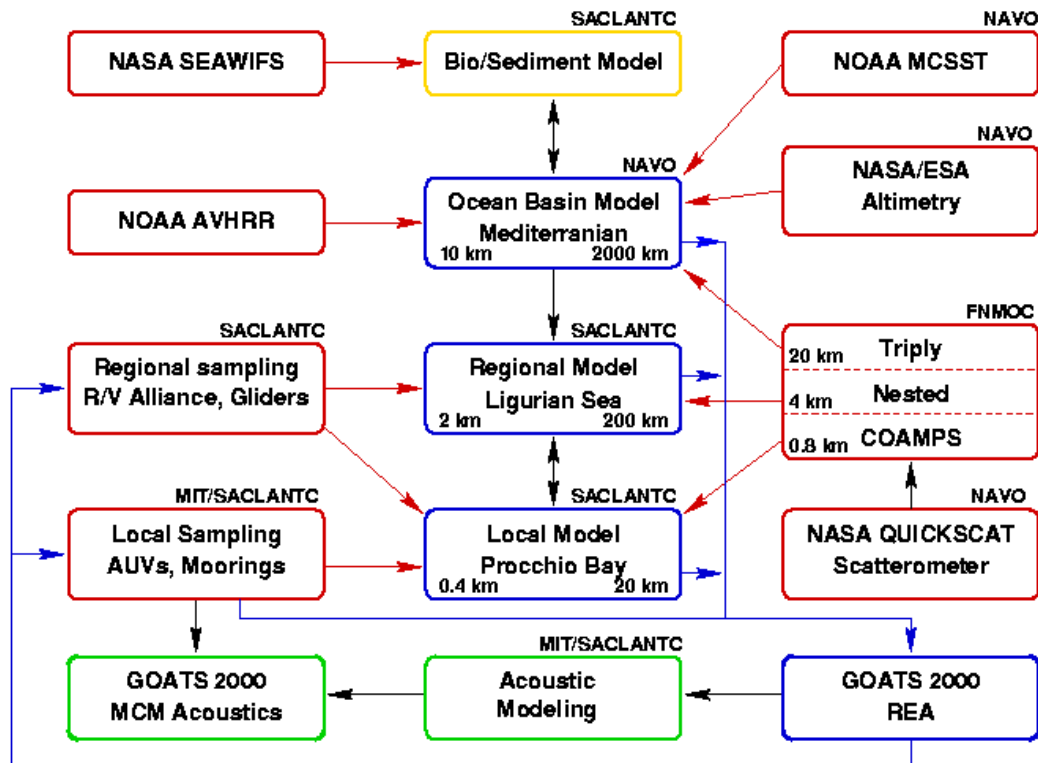 SACLANTC
NAVO
NASA SEAWIFS
Bio/Sediment Model
NOAA MCSST
NAVO
NAVO
NOAA AVHRR
Ocean Basin Model
Mediterranian
10 km 2000 km
NASA/ESA
Altimetry
SACLANTC
SACLANTC
FNMOC
Regional sampling
R/V Alliance, Gliders
Regional Model
Ligurian Sea
2 km 200 km
20 km Triply
4 km Nested
0.8 km COAMPS
MIT/SACLANTC
SACLANTC
NAVO
Local Sampling
AUVs, Moorings
Local Model
Procchio Bay
0.4 km 20 km
NASA QUICKSCAT
Scatterometer
MIT/SACLANTC
GOATS 2000
MCM Acoustics
Acoustic
Modeling
GOATS 2000
REA